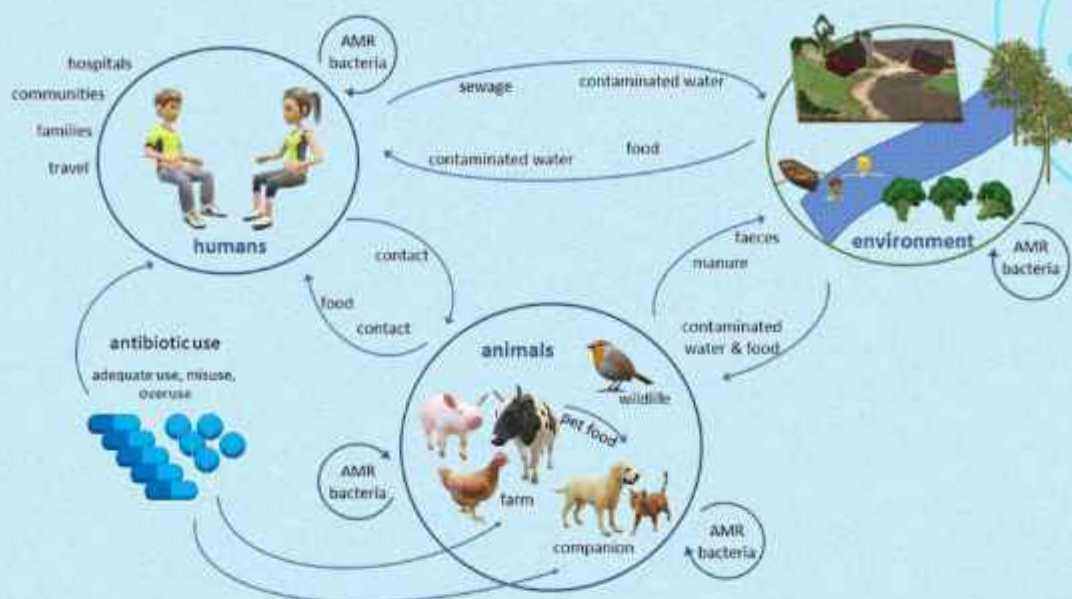 hospitals
communities
families
travel
humans
AMR
bacteria
sewage
contaminated water
contaminated water
food
environment
AMR
bacteria
contact
food
contact
faeces
manure
contaminated
water & food
antibiotic use
adequate use, misuse,
overuse
animals
wildlife
pet food
farm
companion
AMR
bacteria
AMR
bacteria